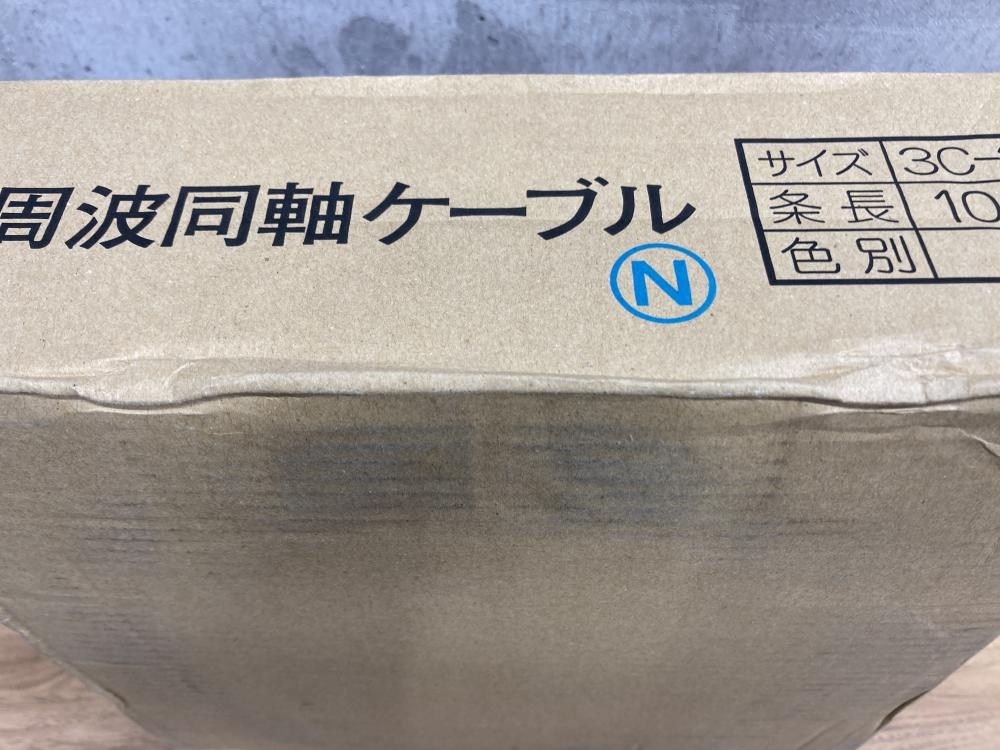 周波同軸ケーブル
N
サイズ 3C-
条長 10
色別